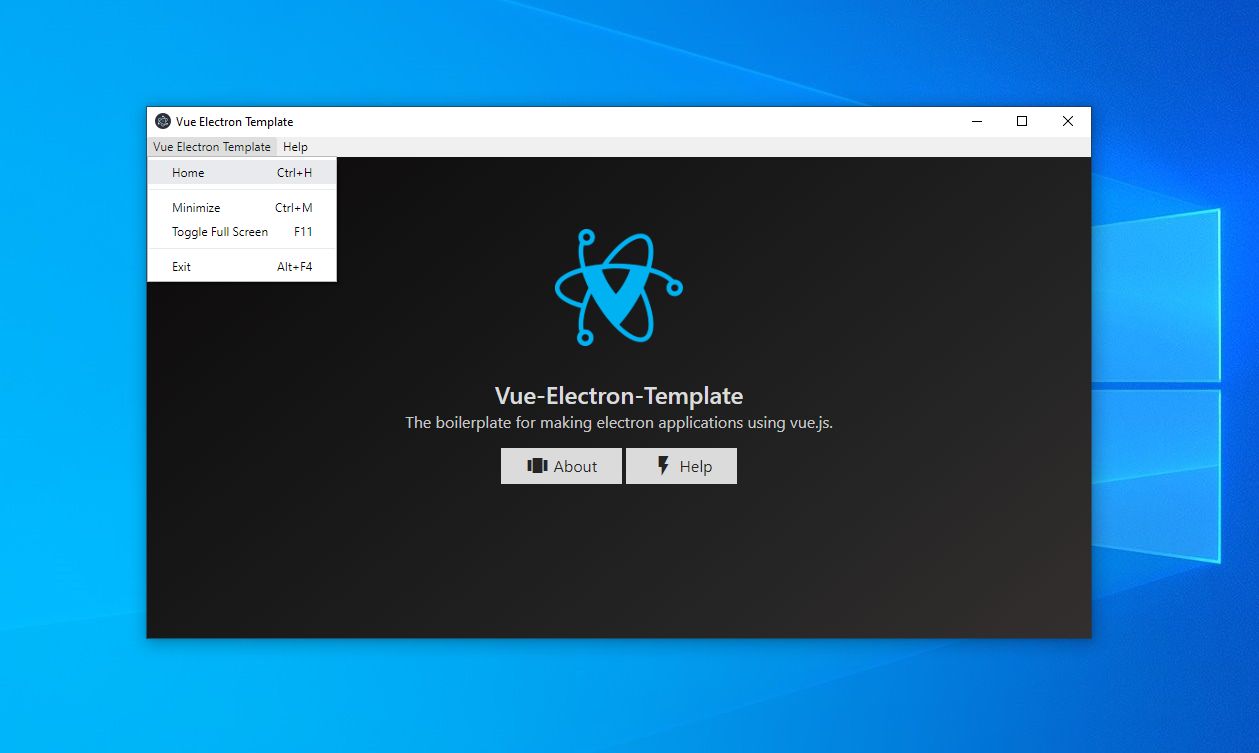 Vue Electron Template
Vue Electron Template Help
Home Ctrl+H
Minimize Ctrl+M
Toggle Full Screen F11
Exit Alt+F4
Vue-Electron-Template
The boilerplate for making electron applications using vue.js.
About Help